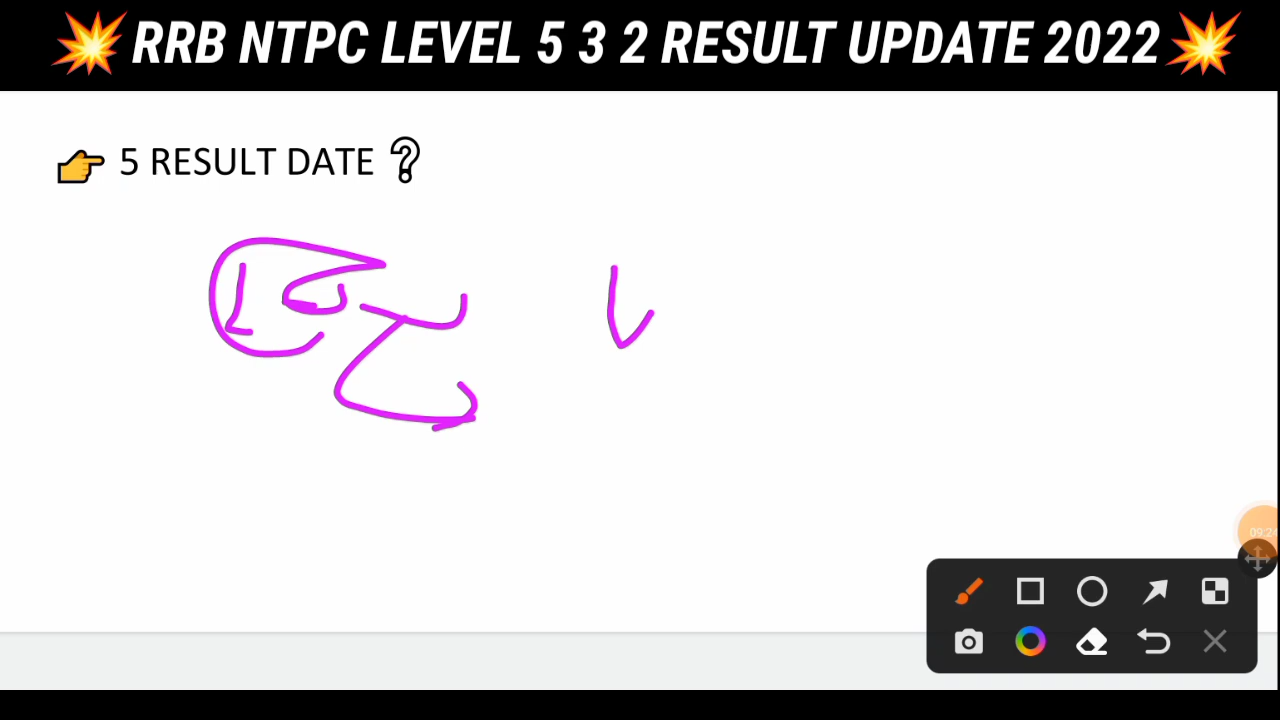 💥RRB NTPC LEVEL 5 3 2 RESULT UPDATE 2022💥
👉 5 RESULT DATE ?